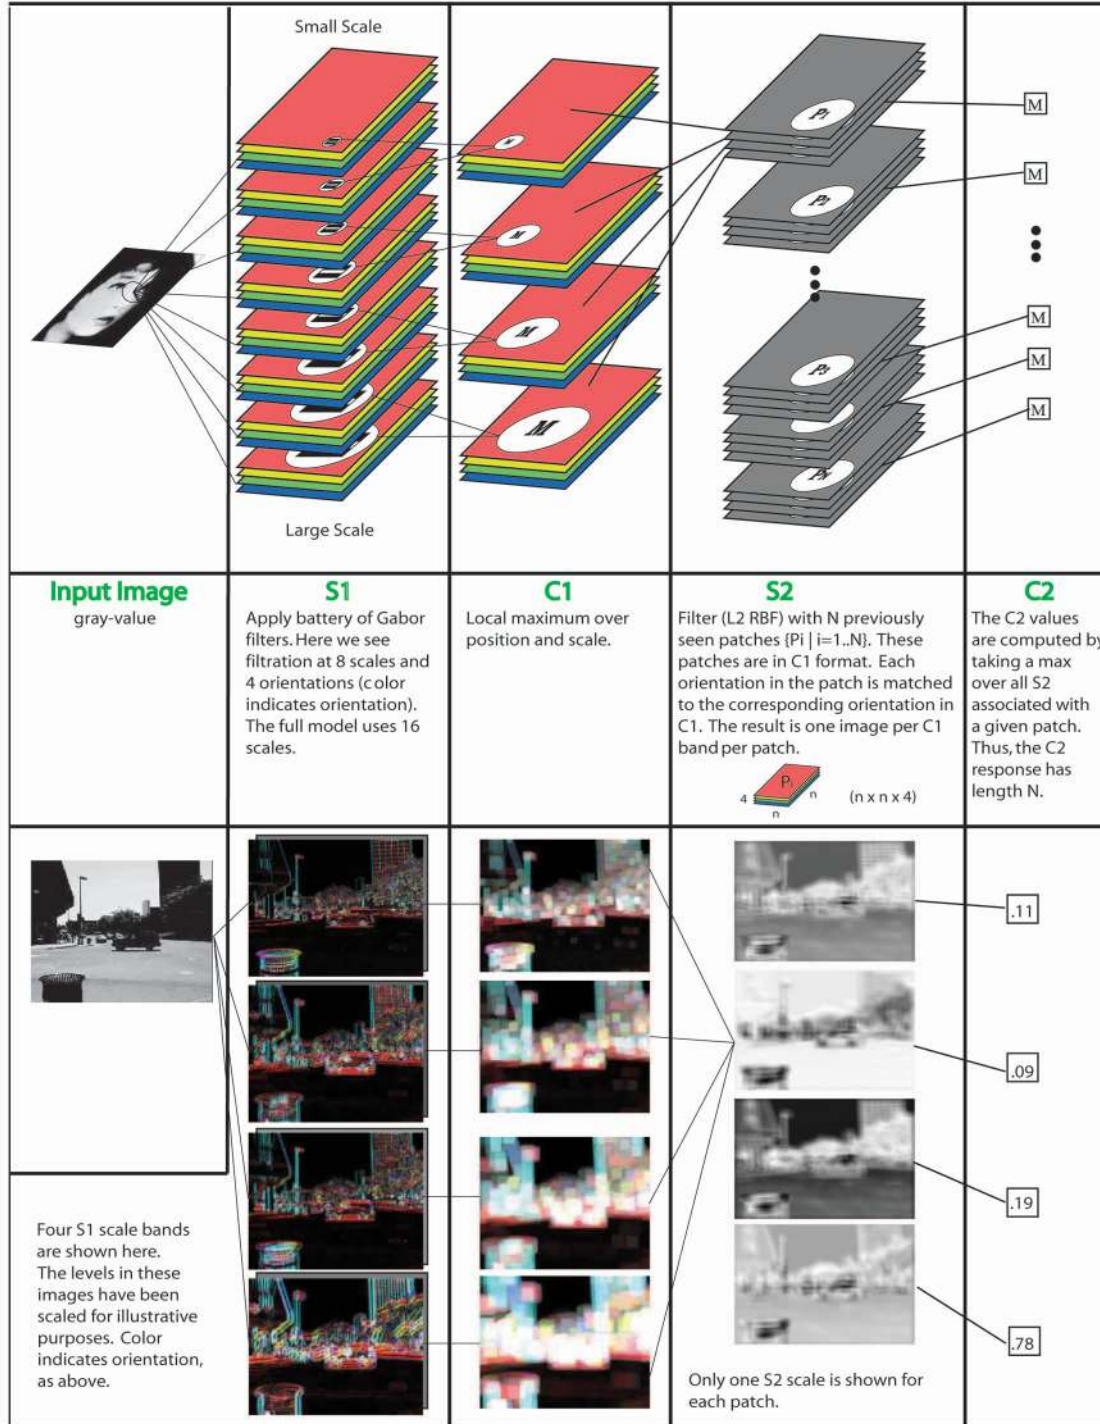 Small Scale
P1
M
P2
M
M
M
M
P3
M
M
M
M
PN
Large Scale
Input Image
gray-value
S1
Apply battery of Gabor
filters. Here we see
filtration at 8 scales and
4 orientations (color
indicates orientation).
The full model uses 16
scales.
C1
Local maximum over
position and scale.
S2
Filter (L2 RBF) with N previously
seen patches {Pi | i=1..N}. These
patches are in C1 format. Each
orientation in the patch is matched
to the corresponding orientation in
C1. The result is one image per C1
band per patch.
Pi
4
n
n
(n x n x 4)
C2
The C2 values
are computed by
taking a max
over all S2
associated with
a given patch.
Thus, the C2
response has
length N.
.11
.09
.19
.78
Four S1 scale bands
are shown here.
The levels in these
images have been
scaled for illustrative
purposes. Color
indicates orientation,
as above.
Only one S2 scale is shown for
each patch.